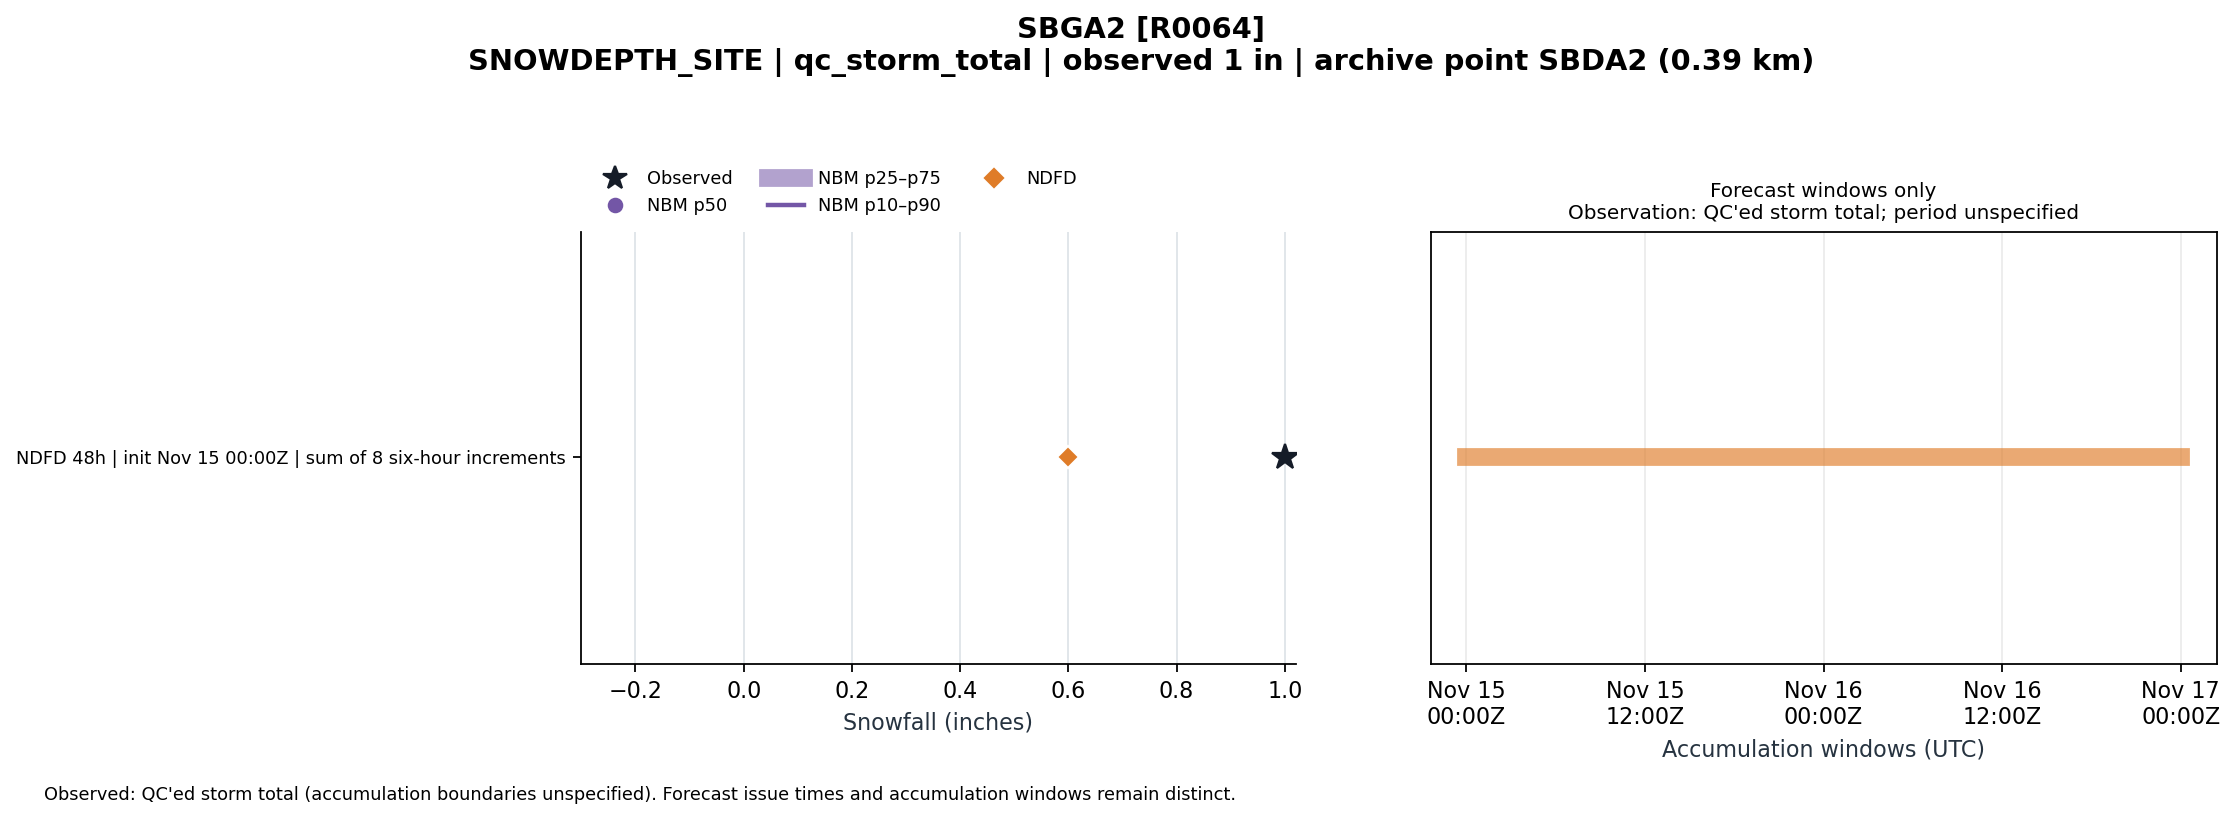 SBGA2 [R0064]
SNOWDEPTH_SITE | qc_storm_total | observed 1 in | archive point SBDA2 (0.39 km)
Observed
NBM p50
NBM p25–p75
NBM p10–p90
NDFD
NDFD 48h | init Nov 15 00:00Z | sum of 8 six-hour increments
−0.2 0.0 0.2 0.4 0.6 0.8 1.0
Snowfall (inches)
Forecast windows only
Observation: QC'ed storm total; period unspecified
Nov 15 Nov 15 Nov 16 Nov 16 Nov 17
00:00Z 12:00Z 00:00Z 12:00Z 00:00Z
Accumulation windows (UTC)
Observed: QC'ed storm total (accumulation boundaries unspecified). Forecast issue times and accumulation windows remain distinct.